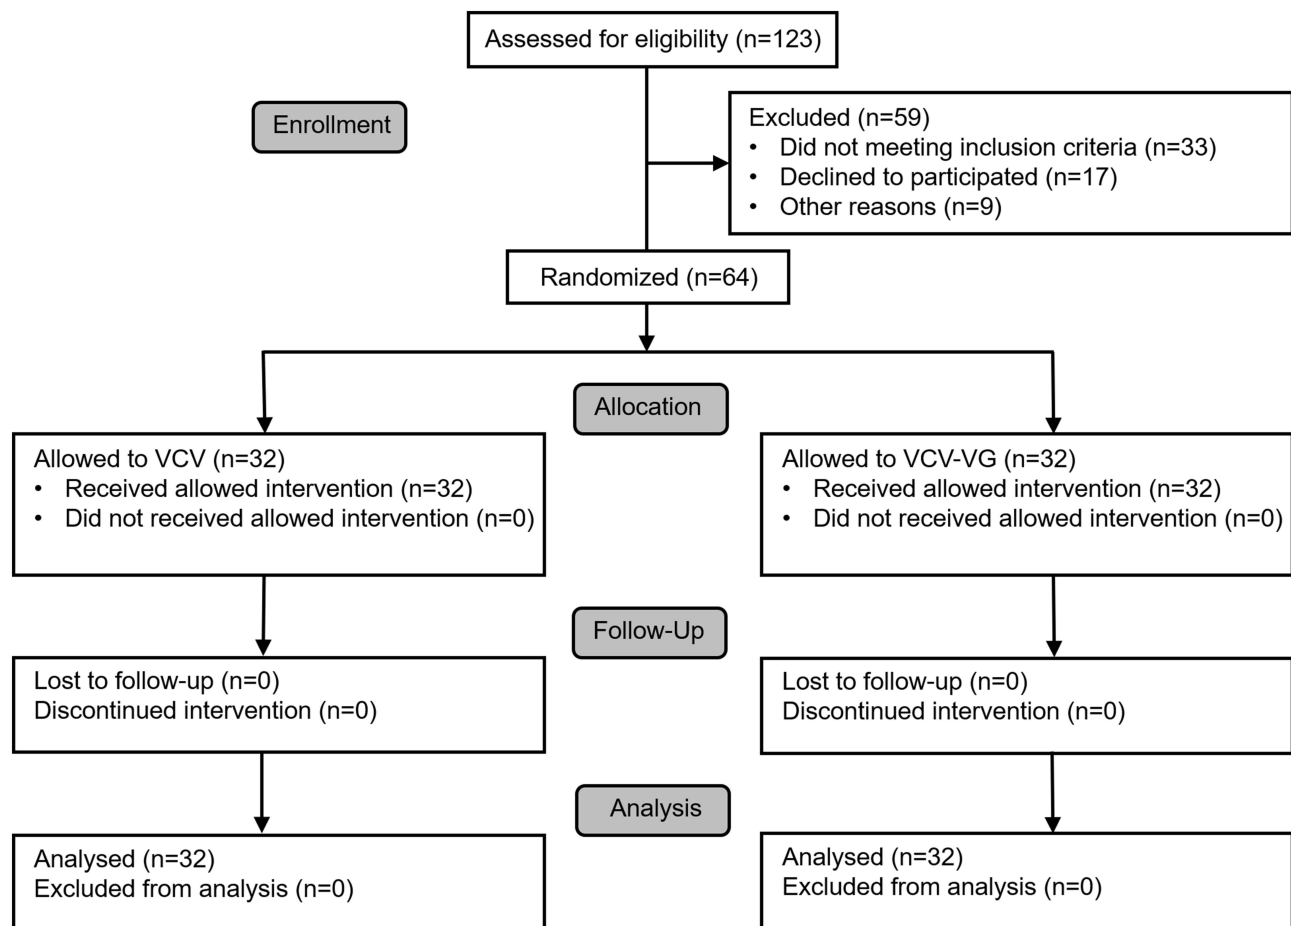 Assessed for eligibility (n=123)
Enrollment
Excluded (n=59)
• Did not meeting inclusion criteria (n=33)
• Declined to participated (n=17)
• Other reasons (n=9)
Randomized (n=64)
Allocation
Allowed to VCV (n=32)
• Received allowed intervention (n=32)
• Did not received allowed intervention (n=0)
Allowed to VCV-VG (n=32)
• Received allowed intervention (n=32)
• Did not received allowed intervention (n=0)
Follow-Up
Lost to follow-up (n=0)
Discontinued intervention (n=0)
Lost to follow-up (n=0)
Discontinued intervention (n=0)
Analysis
Analysed (n=32)
Excluded from analysis (n=0)
Analysed (n=32)
Excluded from analysis (n=0)